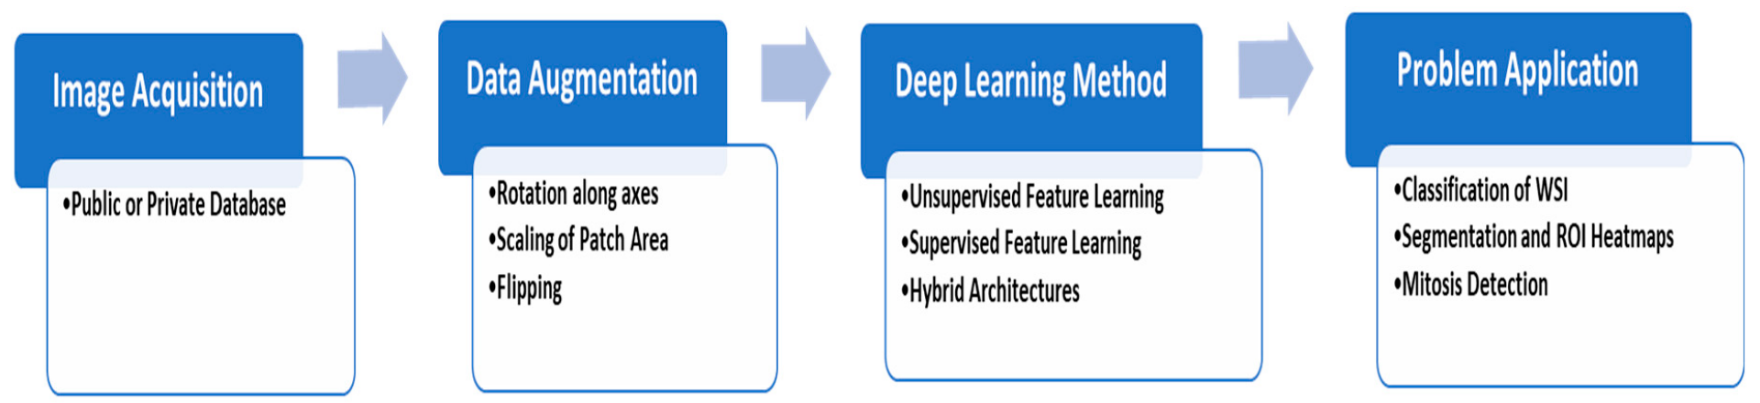 Image Acquisition
•Public or Private Database
Data Augmentation
•Rotation along axes
•Scaling of Patch Area
•Flipping
Deep Learning Method
•Unsupervised Feature Learning
•Supervised Feature Learning
•Hybrid Architectures
Problem Application
•Classification of WSI
•Segmentation and ROI Heatmaps
•Mitosis Detection